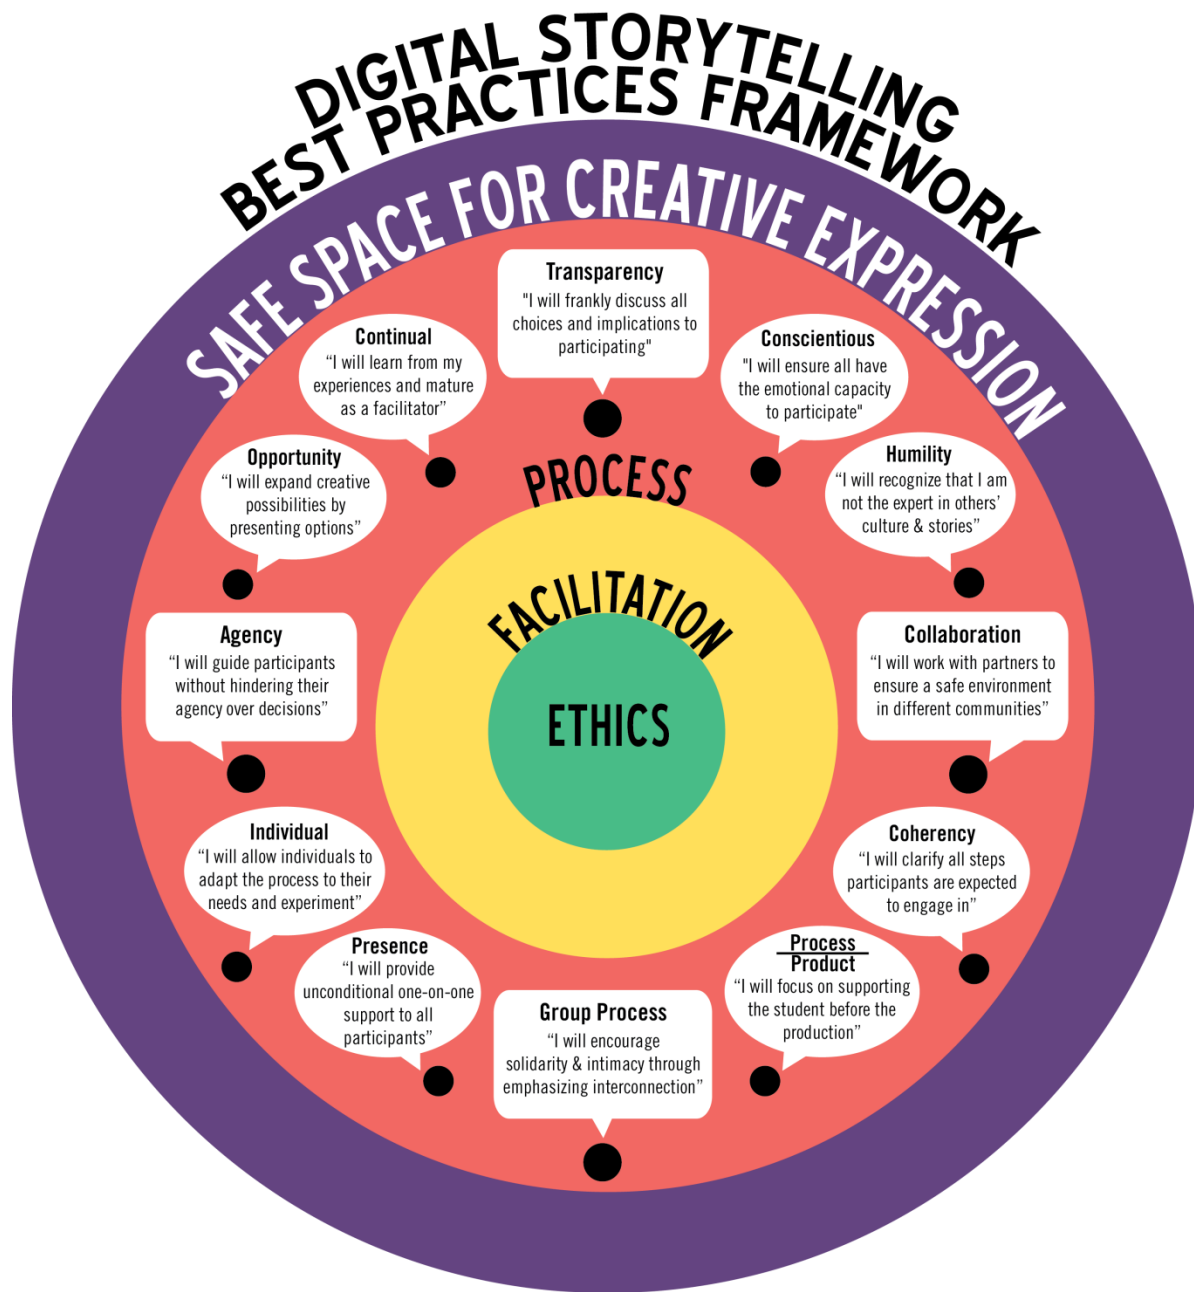 DIGITAL STORYTELLING
BEST PRACTICES FRAMEWORK
SAFE SPACE FOR CREATIVE EXPRESSION
Transparency
"I will frankly discuss all
choices and implications to
participating"
Conscientious
"I will ensure all have
the emotional capacity
to participate"
Humility
“I will recognize that I am
not the expert in others’
culture & stories”
Collaboration
“I will work with partners to
ensure a safe environment
in different communities”
Coherency
“I will clarify all steps
participants are expected
to engage in”
Process
Product
“I will focus on supporting
the student before the
production”
Group Process
“I will encourage
solidarity & intimacy through
emphasizing interconnection”
Presence
“I will provide
unconditional one-on-one
support to all
participants”
Individual
“I will allow individuals to
adapt the process to their
needs and experiment”
Agency
“I will guide participants
without hindering their
agency over decisions”
Opportunity
“I will expand creative
possibilities by
presenting options”
Continual
“I will learn from my
experiences and mature
as a facilitator”
PROCESS
FACILITATION
ETHICS